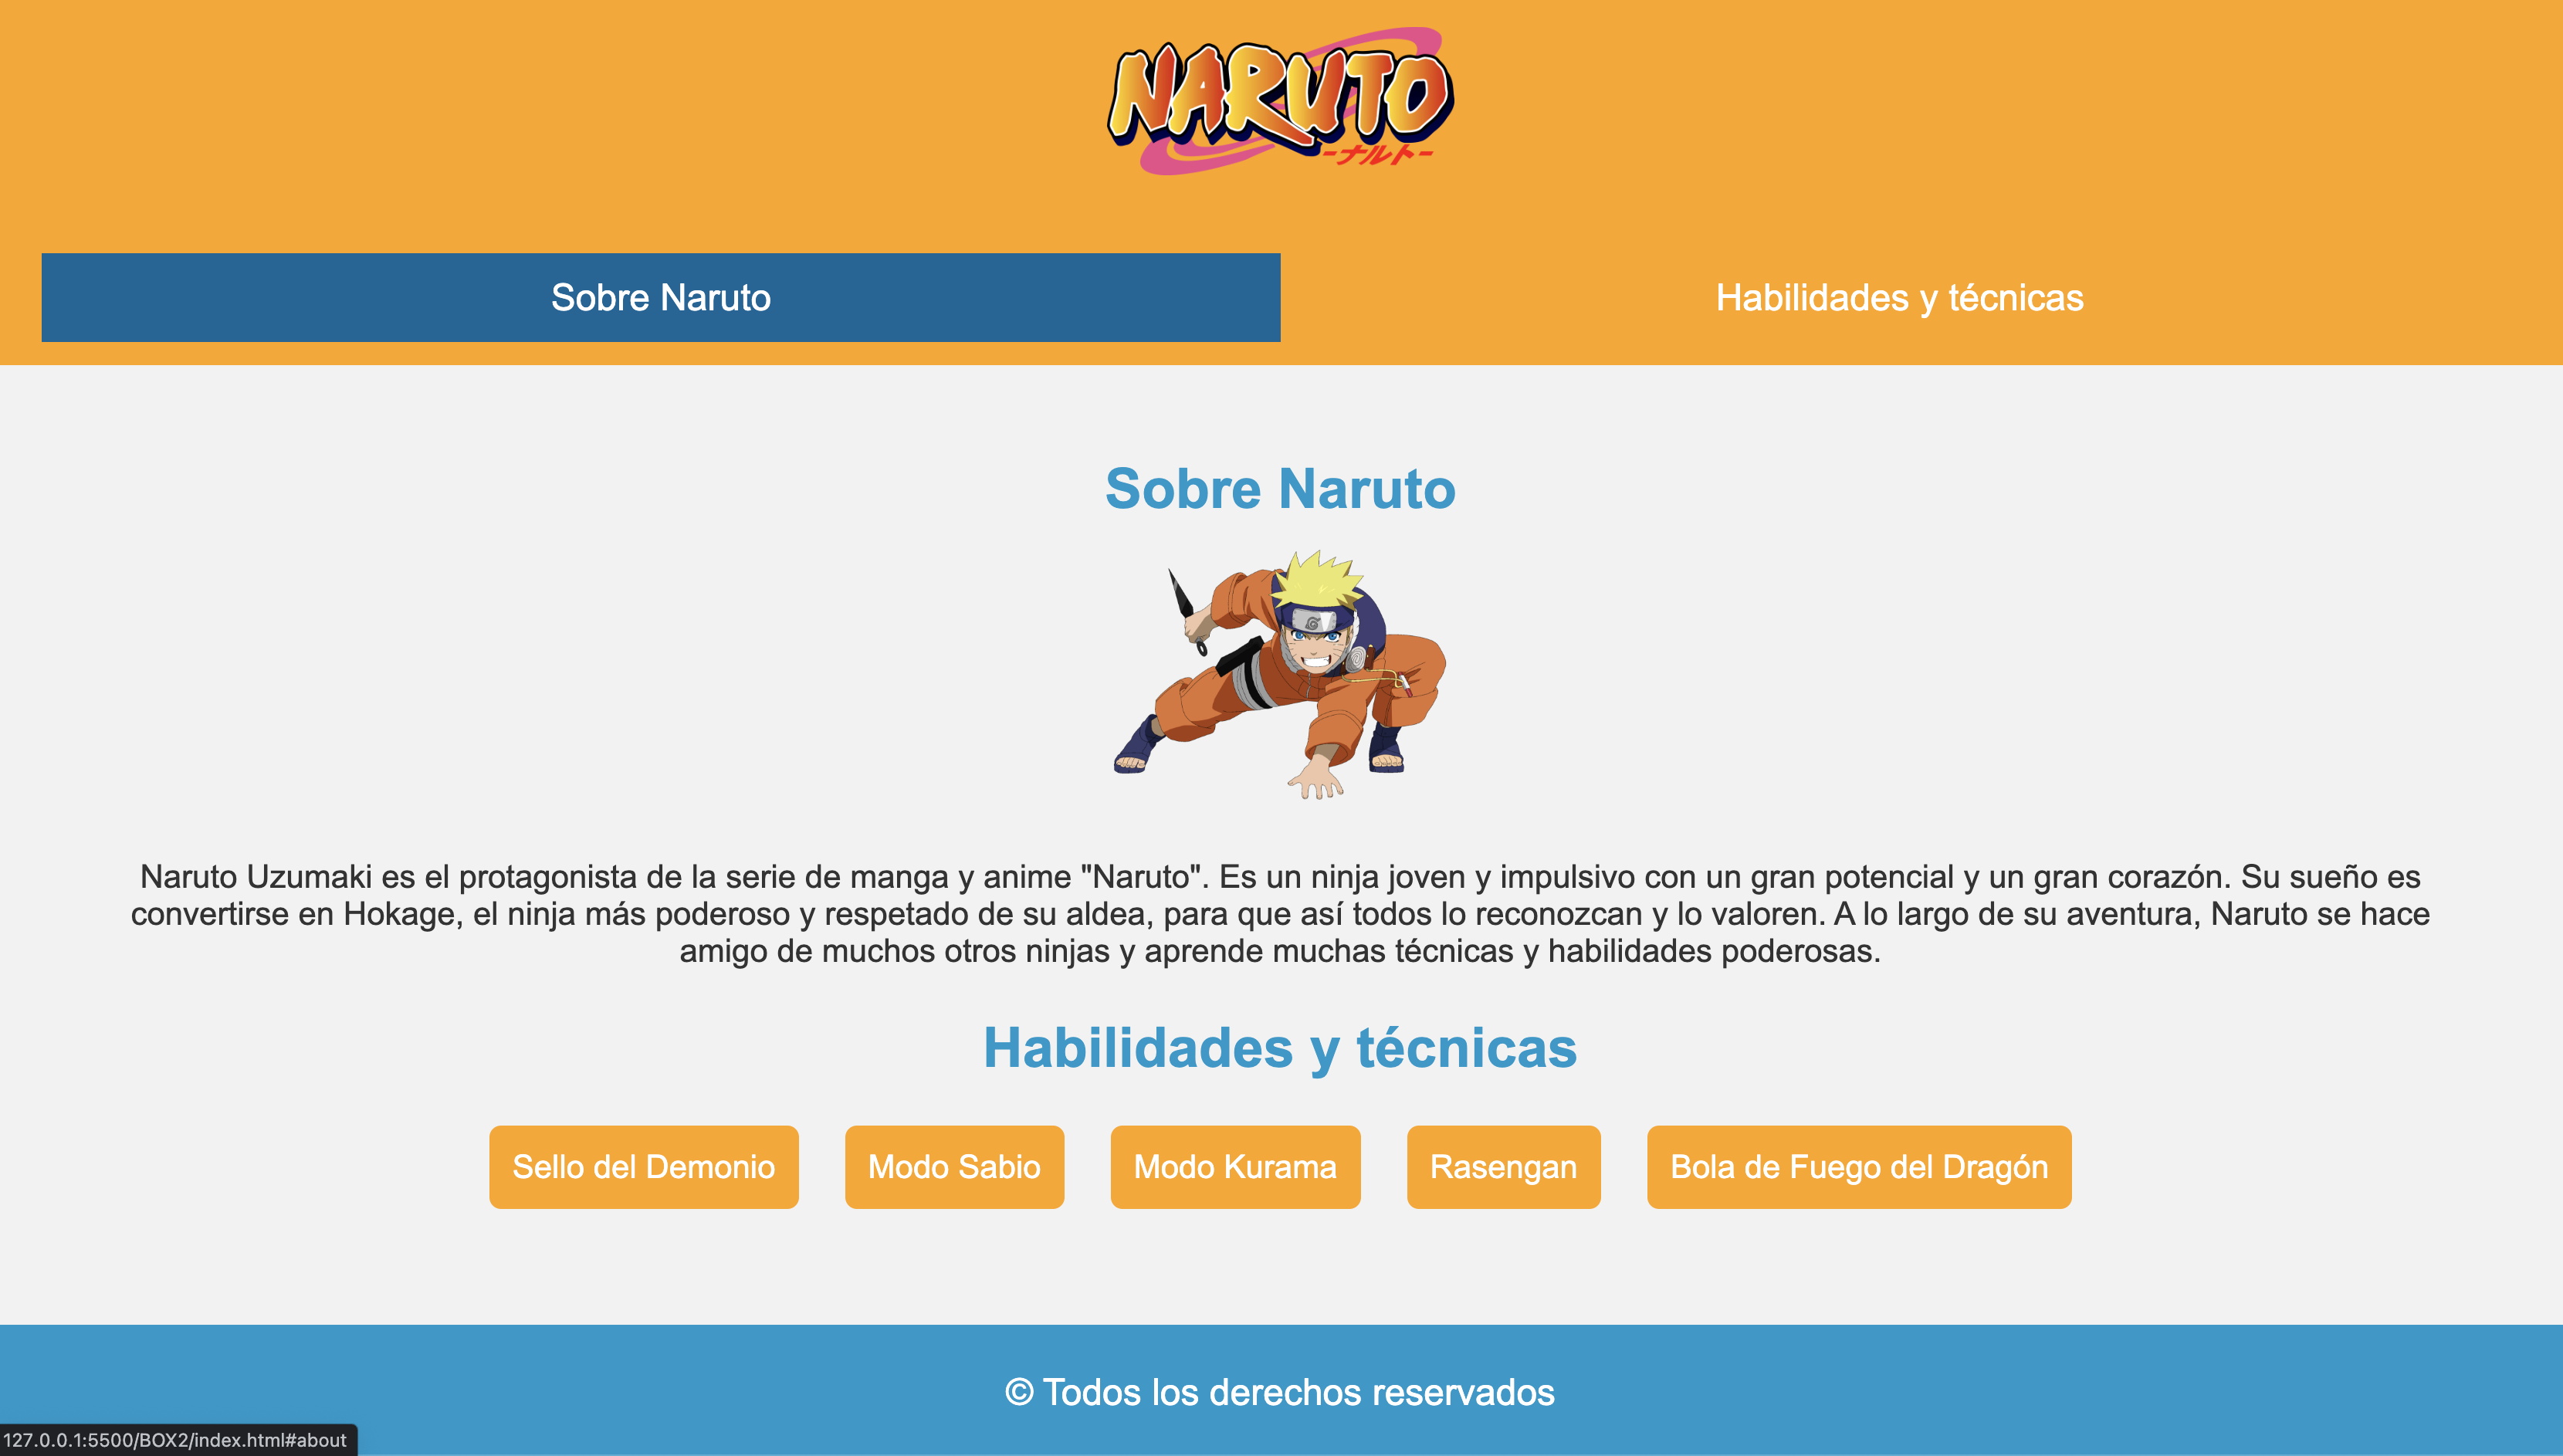 NARUTO
-ナルト-
Sobre Naruto
Habilidades y técnicas
Sobre Naruto
Naruto Uzumaki es el protagonista de la serie de manga y anime "Naruto". Es un ninja joven y impulsivo con un gran potencial y un gran corazón. Su sueño es
convertirse en Hokage, el ninja más poderoso y respetado de su aldea, para que así todos lo reconozcan y lo valoren. A lo largo de su aventura, Naruto se hace
amigo de muchos otros ninjas y aprende muchas técnicas y habilidades poderosas.
Habilidades y técnicas
Sello del Demonio
Modo Sabio
Modo Kurama
Rasengan
Bola de Fuego del Dragón
© Todos los derechos reservados
127.0.0.1:5500/BOX2/index.html#about